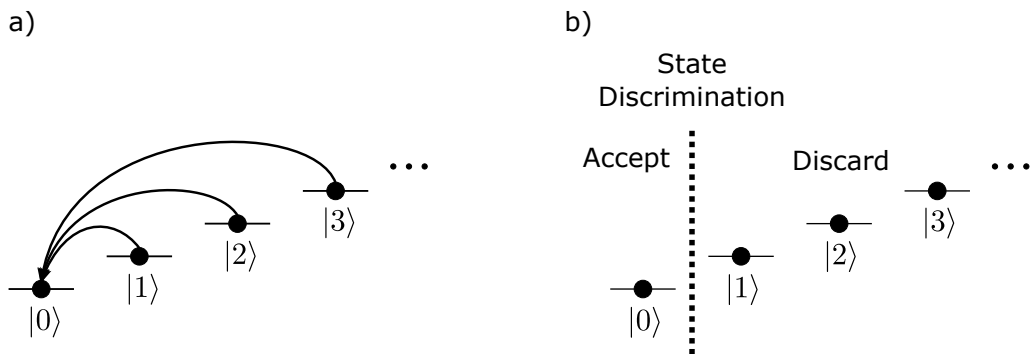 a)
|0⟩
|1⟩
|2⟩
|3⟩
...
b)
State
Discrimination
Accept
Discard
|0⟩
|1⟩
|2⟩
|3⟩
...